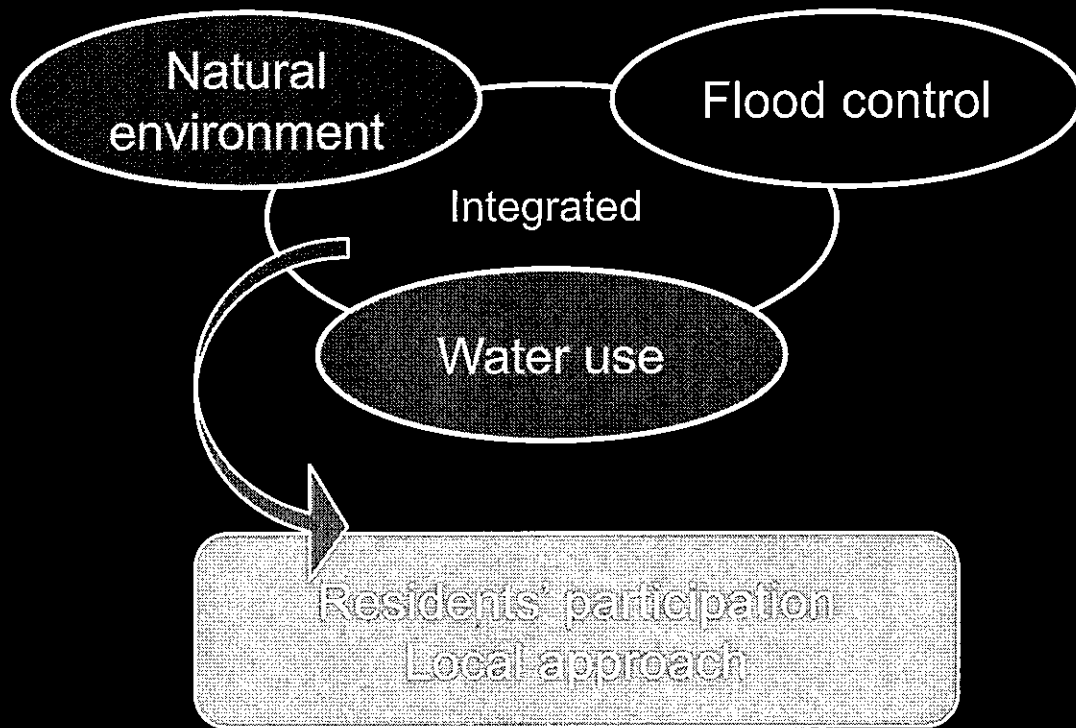 Natural
environment
Flood control
Integrated
Water use
Residents' participation
Local approach